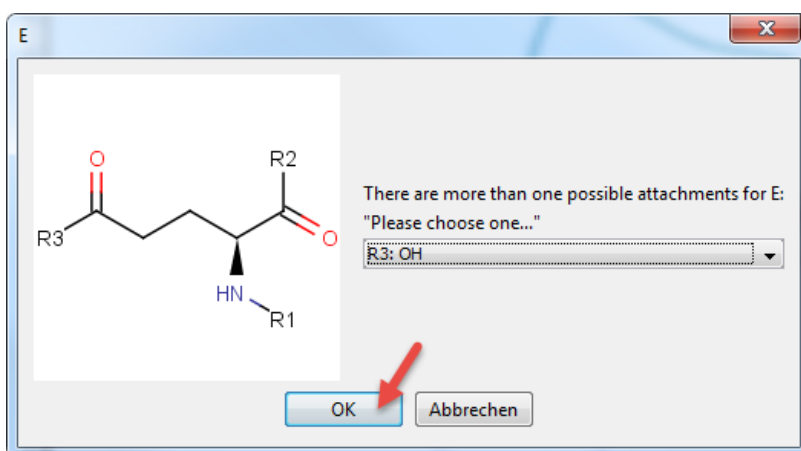 E
O
R2
R3
O
HN
R1
There are more than one possible attachments for E:
"Please choose one..."
R3: OH
OK
Abbrechen